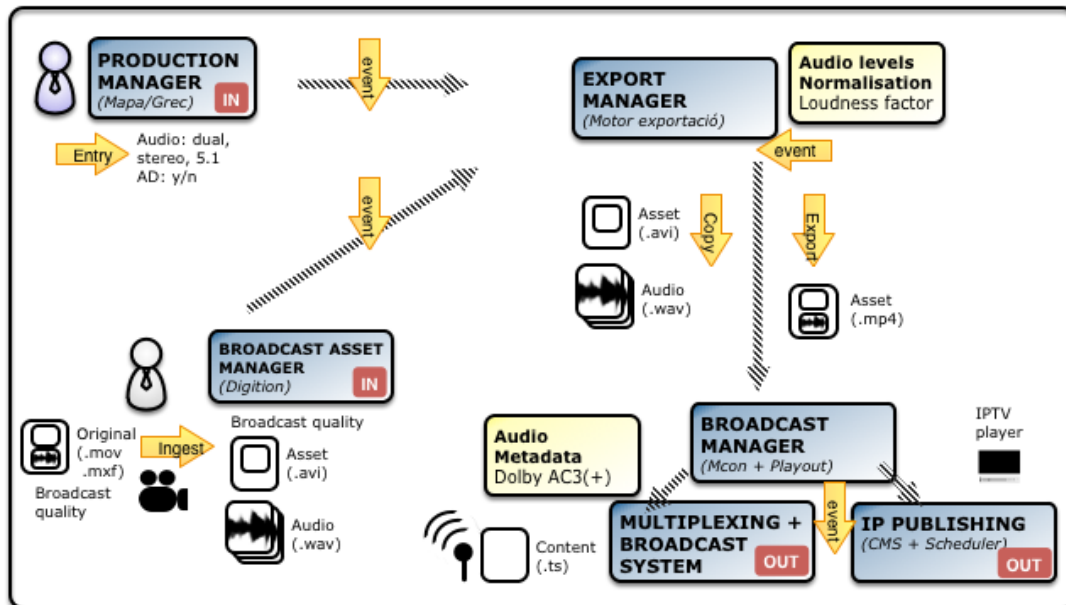 PRODUCTION
MANAGER
(Mapa/Grec)
IN
Entry
Audio: dual,
stereo, 5.1
AD: y/n
event
event
EXPORT
MANAGER
(Motor exportació)
Audio levels
Normalisation
Loudness factor
event
Asset
(.avi)
Audio
(.wav)
Copy
Export
Asset
(.mp4)
BROADCAST ASSET
MANAGER
(Digition)
IN
Original
(.mov
.mxf)
Broadcast
quality
Ingest
Broadcast quality
Asset
(.avi)
Audio
(.wav)
Audio
Metadata
Dolby AC3(+)
BROADCAST
MANAGER
(Mcon + Playout)
IPTV
player
Content
(.ts)
MULTIPLEXING +
BROADCAST
SYSTEM
OUT
event
IP PUBLISHING
(CMS + Scheduler)
OUT